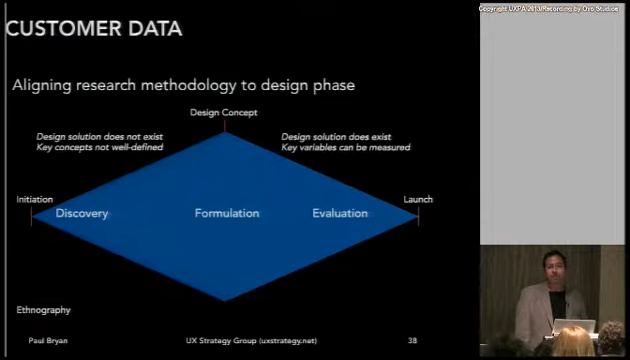 Copyright UXPA 2013/Recording by Ovo Studios
CUSTOMER DATA
Aligning research methodology to design phase
Design Concept
Design solution does not exist
Key concepts not well-defined
Design solution does exist
Key variables can be measured
Initiation
Launch
Discovery
Formulation
Evaluation
Ethnography
Paul Bryan
UX Strategy Group (uxstrategy.net)
38